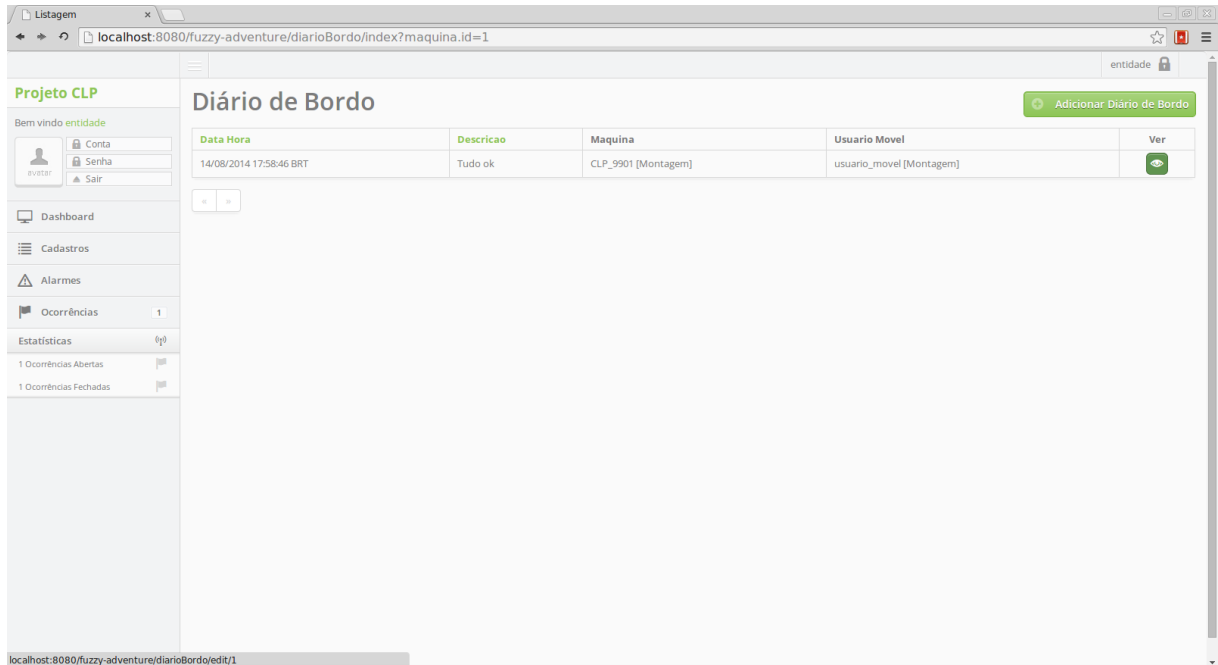 Listagem
localhost:8080/fuzzy-adventure/diarioBordo/index?maquina.id=1
entidade
Projeto CLP
Bem vindo entidade
avatar
Conta
Senha
Sair
Dashboard
Cadastros
Alarmes
Ocorrências 1
Estatísticas
1 Ocorrências Abertas
1 Ocorrências Fechadas
Diário de Bordo
Adicionar Diário de Bordo
Data Hora Descricao Maquina Usuario Movel Ver
14/08/2014 17:58:46 BRT Tudo ok CLP_9901 [Montagem] usuario_movel [Montagem]
« »
localhost:8080/fuzzy-adventure/diarioBordo/edit/1